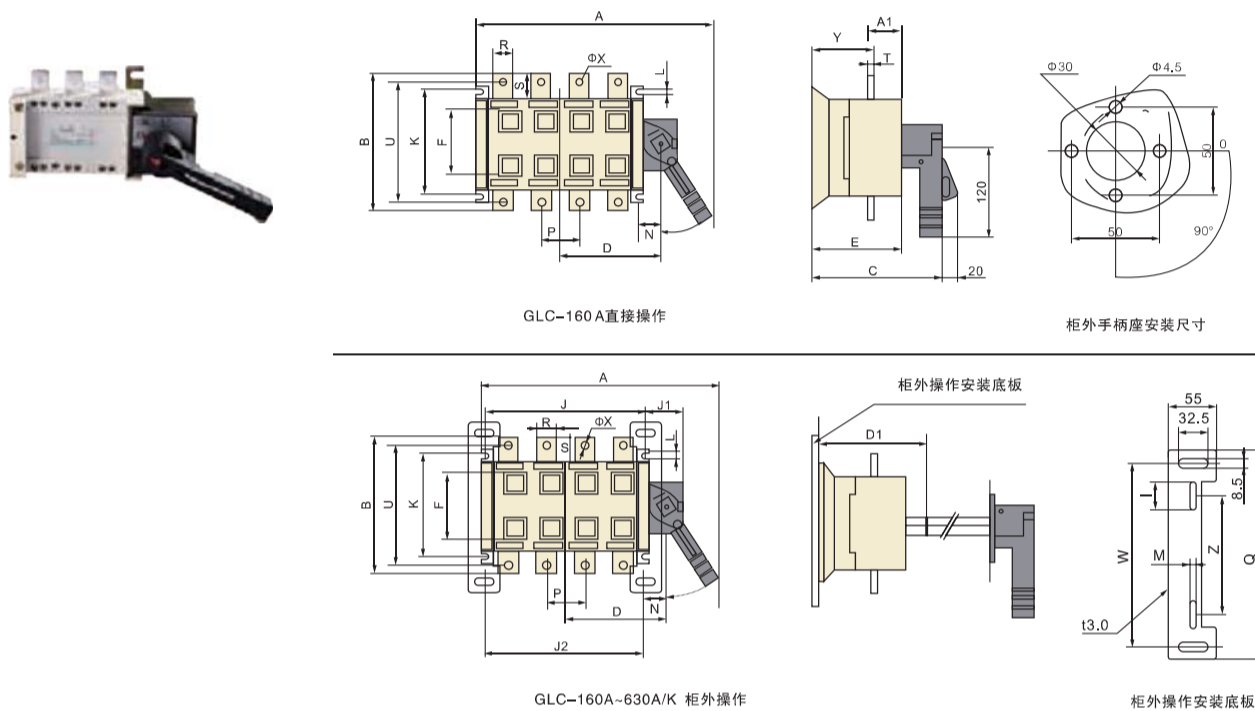 A
R
ΦX
L
S
B
U
K
F
P
N
D
GLC-160A直接操作
A1
Y
T
120
E
C
20
Φ30
Φ4.5
50
0
50
90°
柜外手柄座安装尺寸
A
J
J1
R
ΦX
L
S
B
U
K
F
P
N
D
J2
GLC-160A~630A/K 柜外操作
柜外操作安装底板
D1
55
32.5
8.5
I
W
M
Z
Q
t3.0
柜外操作安装底板